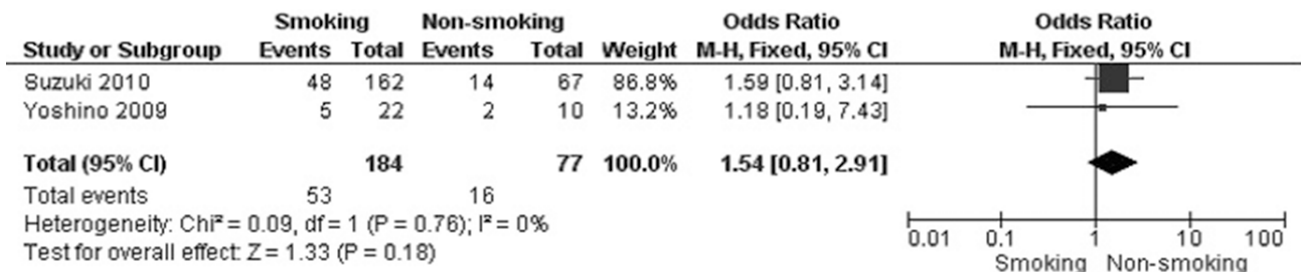 Smoking Non-smoking Odds Ratio Odds Ratio
Study or Subgroup Events Total Events Total Weight M-H, Fixed, 95% CI M-H, Fixed, 95% CI
Suzuki 2010 48 162 14 67 86.8% 1.59 [0.81, 3.14]
Yoshino 2009 5 22 2 10 13.2% 1.18 [0.19, 7.43]
Total (95% CI) 184 77 100.0% 1.54 [0.81, 2.91]
Total events 53 16
Heterogeneity: Chi² = 0.09, df = 1 (P = 0.76); I² = 0%
Test for overall effect: Z = 1.33 (P = 0.18)
0.01 0.1 1 10 100
Smoking Non-smoking